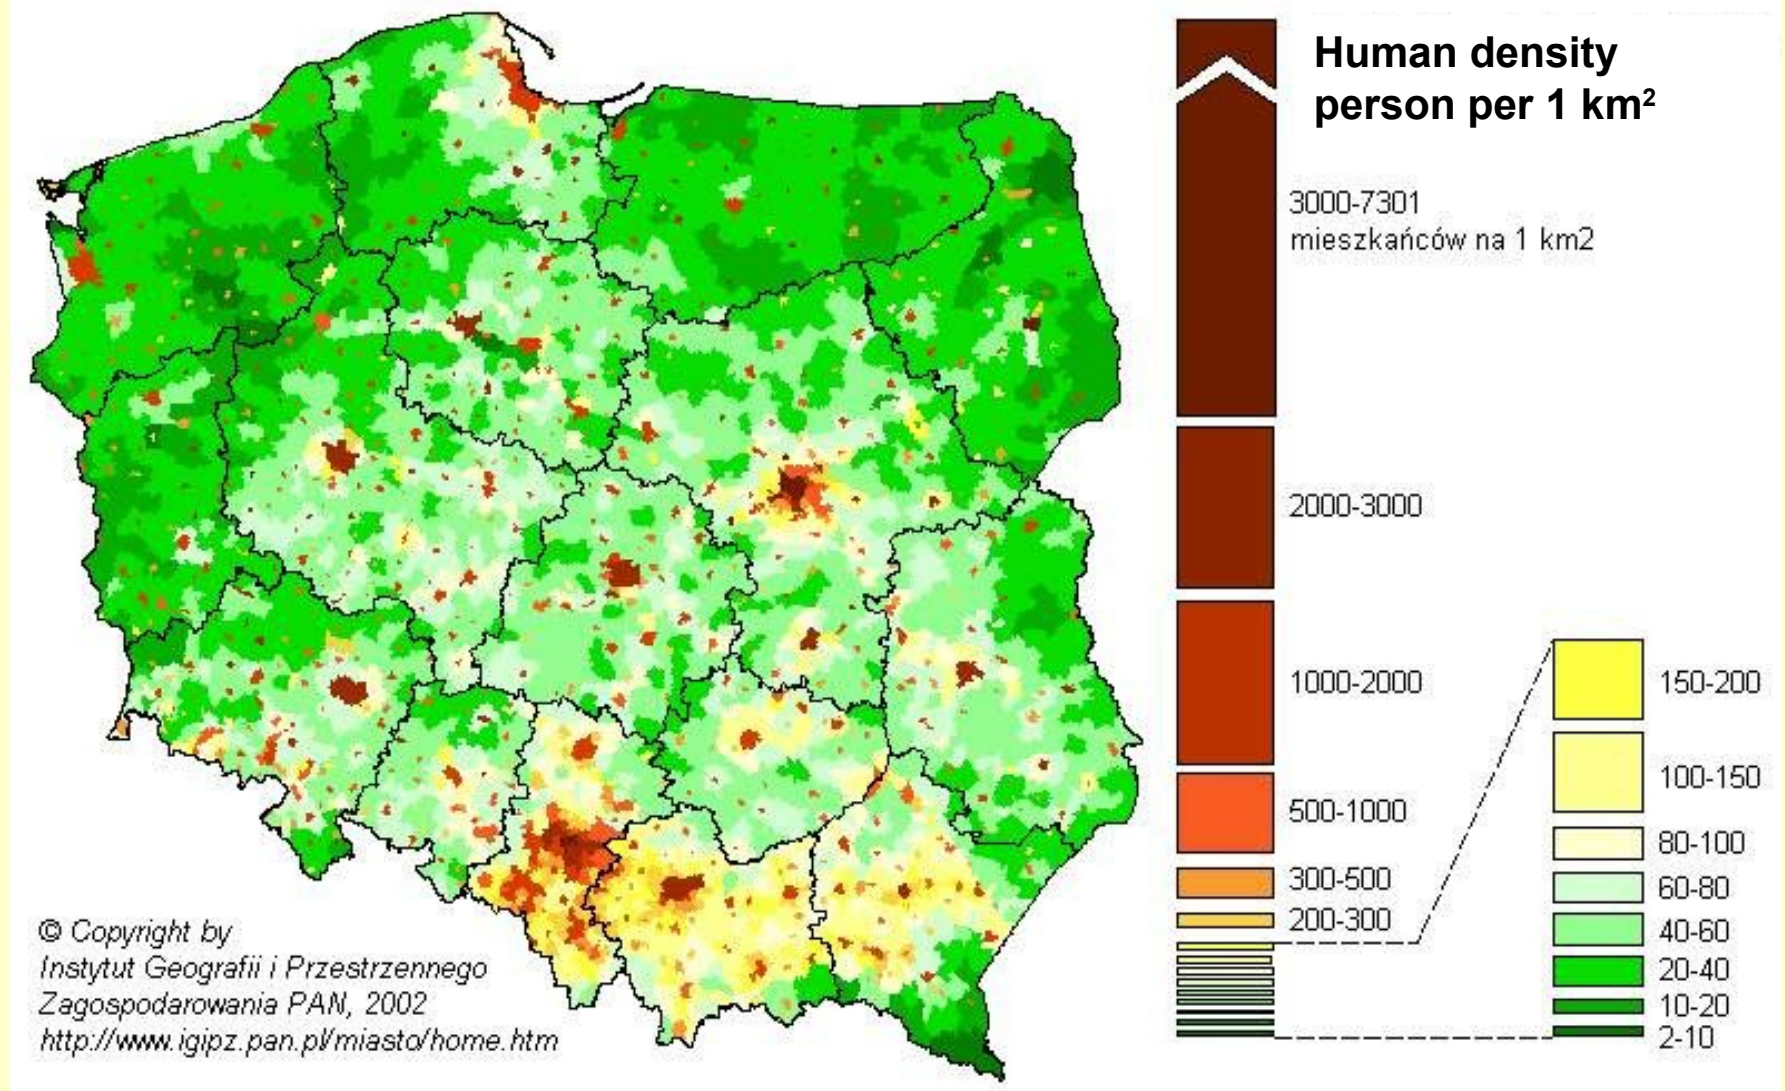 Human density
person per 1 km²
3000-7301
mieszkańców na 1 km2
2000-3000
1000-2000
500-1000
300-500
200-300
150-200
100-150
80-100
60-80
40-60
20-40
10-20
2-10
© Copyright by
Instytut Geografii i Przestrzennego
Zagospodarowania PAN, 2002
http://www.igipz.pan.pl/miasto/home.htm